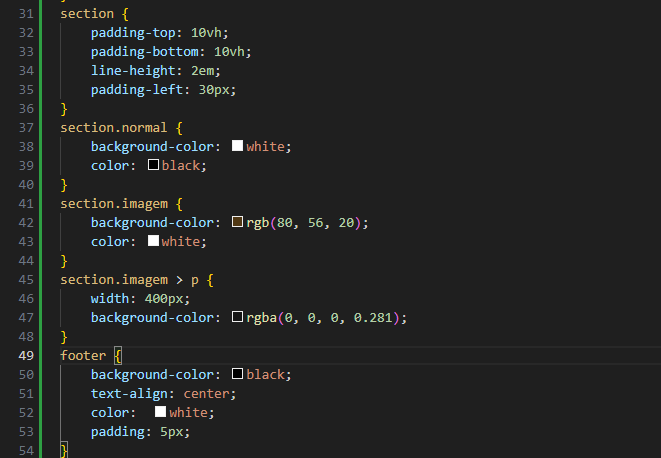 31 section {
32     padding-top: 10vh;
33     padding-bottom: 10vh;
34     line-height: 2em;
35     padding-left: 30px;
36 }
37 section.normal {
38     background-color: white;
39     color: black;
40 }
41 section.imagem {
42     background-color: rgb(80, 56, 20);
43     color: white;
44 }
45 section.imagem > p {
46     width: 400px;
47     background-color: rgba(0, 0, 0, 0.281);
48 }
49 footer {
50     background-color: black;
51     text-align: center;
52     color:  white;
53     padding: 5px;
54 }